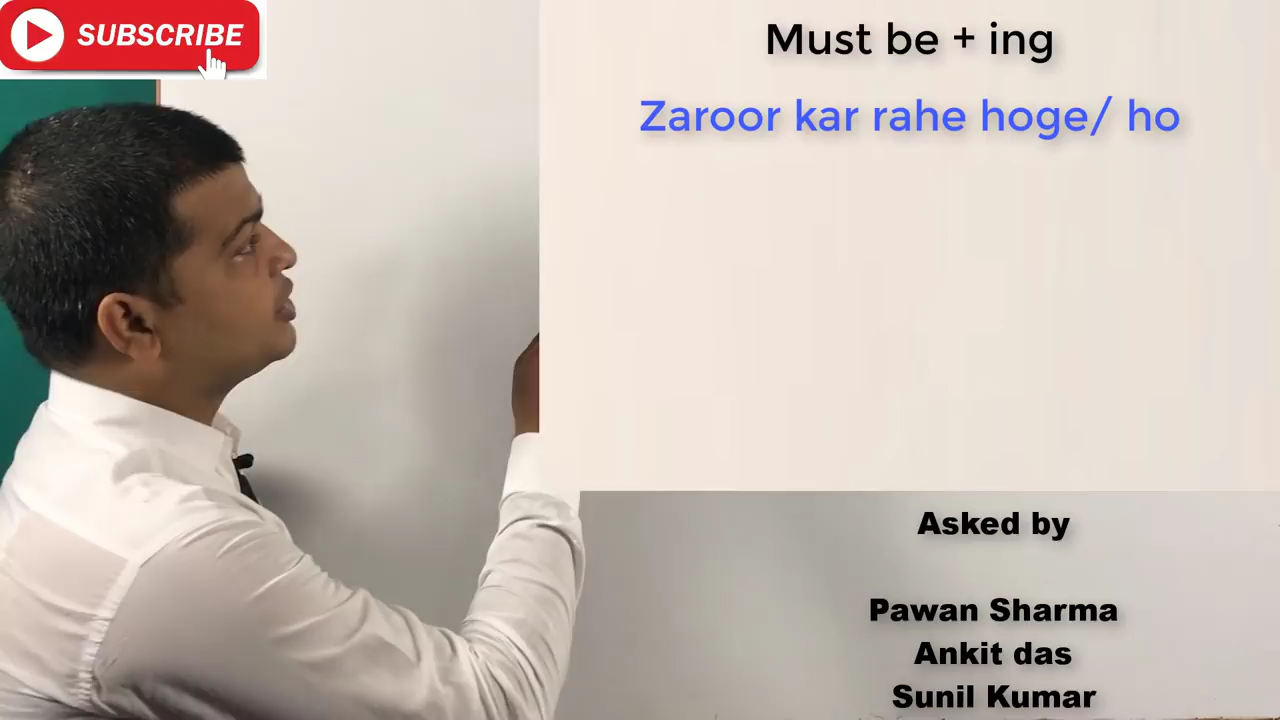 SUBSCRIBE
Must be + ing
Zaroor kar rahe hoge/ ho
Asked by
Pawan Sharma
Ankit das
Sunil Kumar